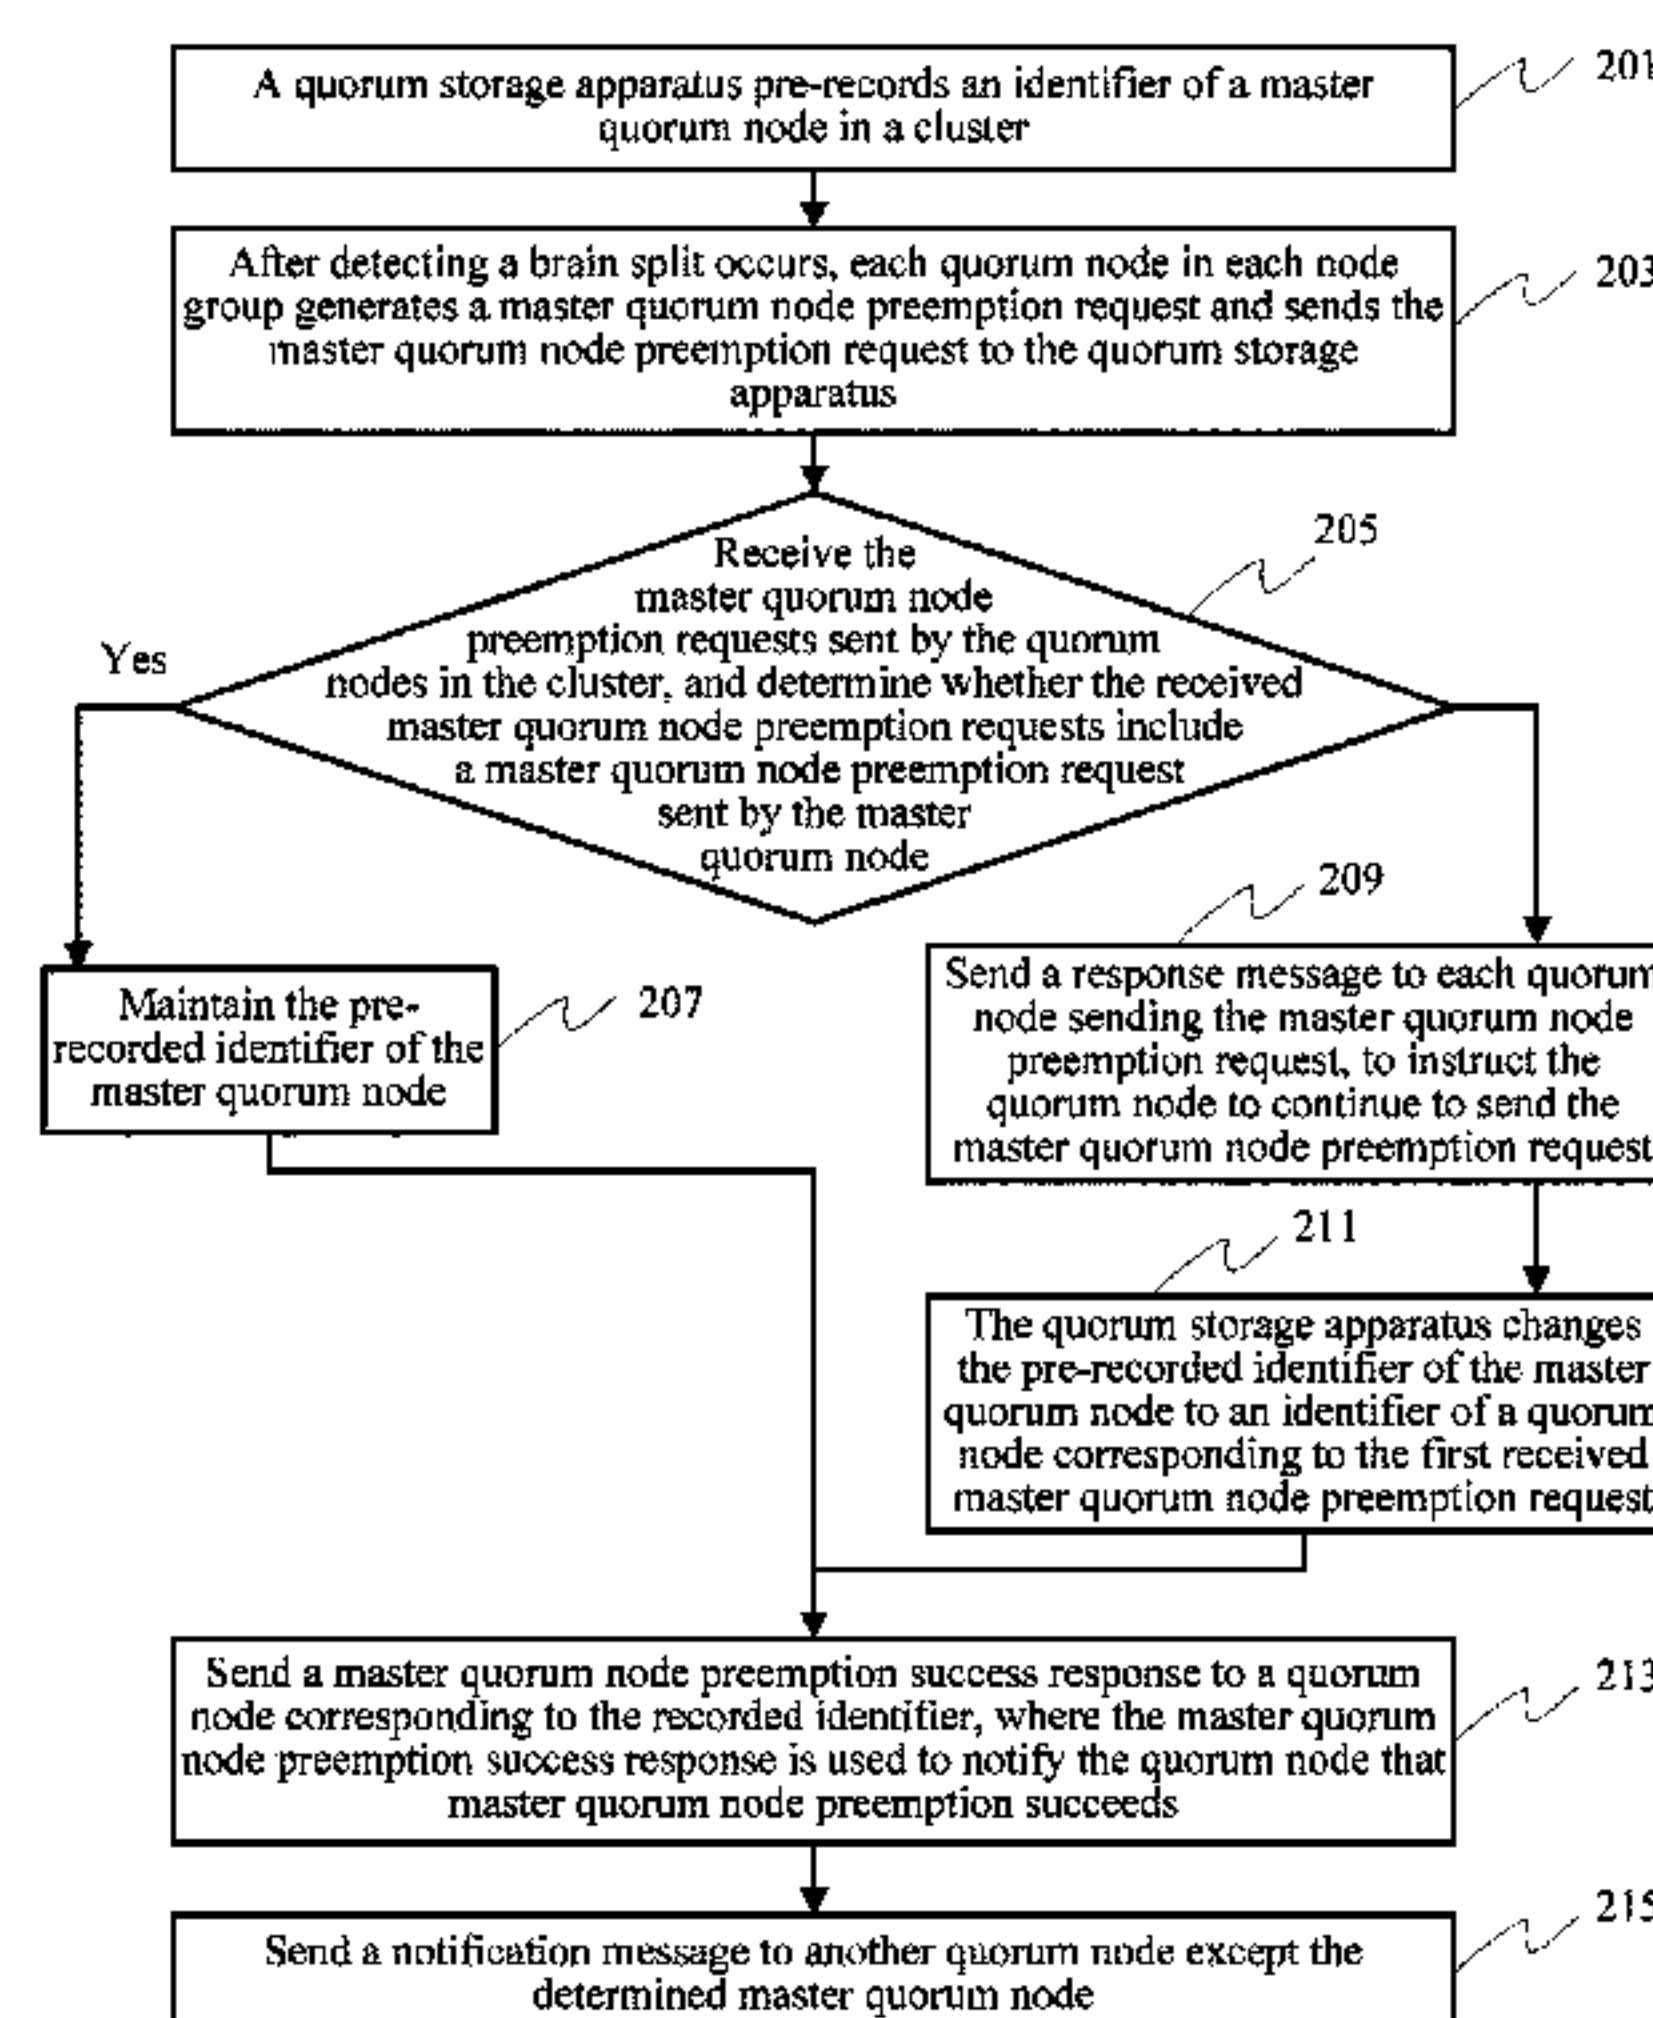 A quorum storage apparatus pre-records an identifier of a master
quorum node in a cluster
201
After detecting a brain split occurs, each quorum node in each node
group generates a master quorum node preemption request and sends the
master quorum node preemption request to the quorum storage
apparatus
203
Receive the
master quorum node
preemption requests sent by the quorum
nodes in the cluster, and determine whether the received
master quorum node preemption requests include
a master quorum node preemption request
sent by the master
quorum node
205
Yes
Maintain the pre-
recorded identifier of the
master quorum node
207
209
Send a response message to each quorum
node sending the master quorum node
preemption request, to instruct the
quorum node to continue to send the
master quorum node preemption request
211
The quorum storage apparatus changes
the pre-recorded identifier of the master
quorum node to an identifier of a quorum
node corresponding to the first received
master quorum node preemption request
Send a master quorum node preemption success response to a quorum
node corresponding to the recorded identifier, where the master quorum
node preemption success response is used to notify the quorum node that
master quorum node preemption succeeds
213
Send a notification message to another quorum node except the
determined master quorum node
215